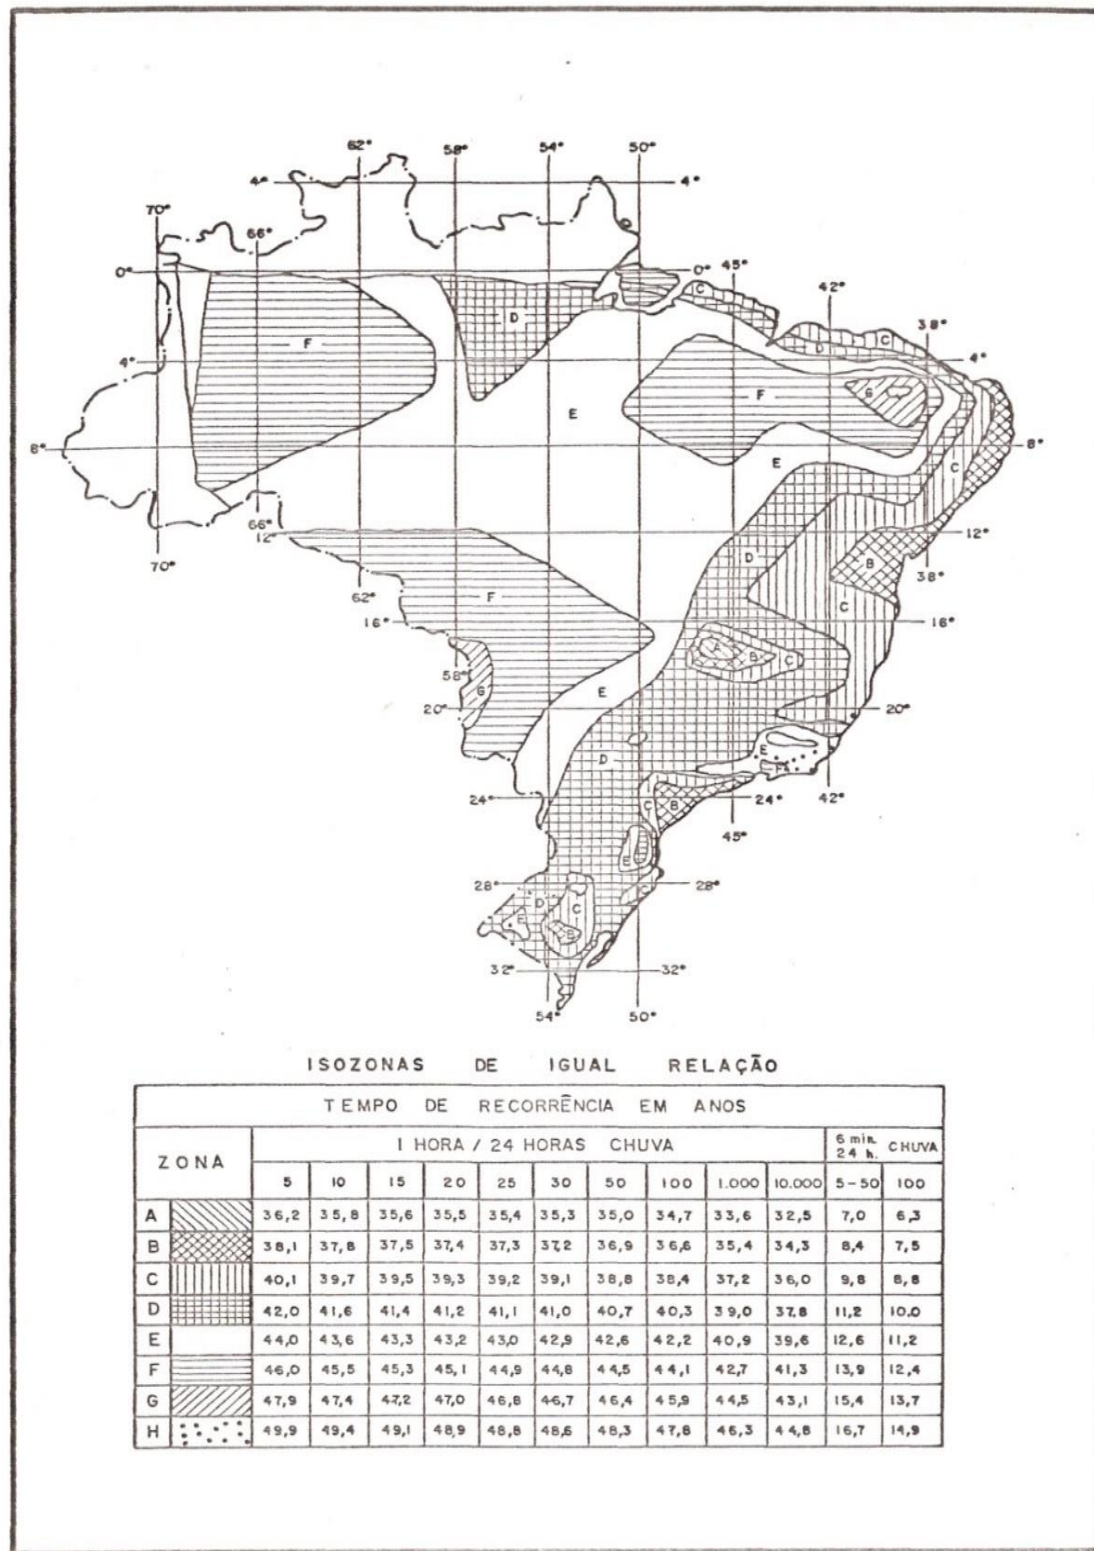 62° 58° 54° 50°
4° 4°
70°
66°
0° 0° 45°
C
42°
D
38°
F
C
4° D 4°
G
F
E
8° 8°
E
C
66°
12° 12°
70° D B 38°
62° F C
16° 16°
A B C
58°
G E
20° 20°
D E
24° C B 24° 42°
45°
E
28° C 28°
D C
E
B
32° 32°
54° 50°
ISOZONAS DE IGUAL RELAÇÃO
TEMPO DE RECORRÊNCIA EM ANOS
ZONA 1 HORA / 24 HORAS CHUVA 6 min. 24 h. CHUVA
5 10 15 20 25 30 50 100 1.000 10.000 5-50 100
A 36,2 35,8 35,6 35,5 35,4 35,3 35,0 34,7 33,6 32,5 7,0 6,3
B 38,1 37,8 37,5 37,4 37,3 37,2 36,9 36,6 35,4 34,3 8,4 7,5
C 40,1 39,7 39,5 39,3 39,2 39,1 38,8 38,4 37,2 36,0 9,8 8,8
D 42,0 41,6 41,4 41,2 41,1 41,0 40,7 40,3 39,0 37,8 11,2 10,0
E 44,0 43,6 43,3 43,2 43,0 42,9 42,6 42,2 40,9 39,6 12,6 11,2
F 46,0 45,5 45,3 45,1 44,9 44,8 44,5 44,1 42,7 41,3 13,9 12,4
G 47,9 47,4 47,2 47,0 46,8 46,7 46,4 45,9 44,5 43,1 15,4 13,7
H 49,9 49,4 49,1 48,9 48,8 48,6 48,3 47,8 46,3 44,8 16,7 14,9